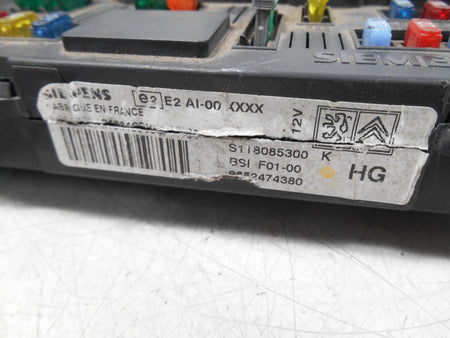 SIEMENS
SIEMENS e2 E2 AI-00 XXXX
FABRIQUE EN FRANCE
12V
S118085300 K
BSI F01-00 HG
9652474380